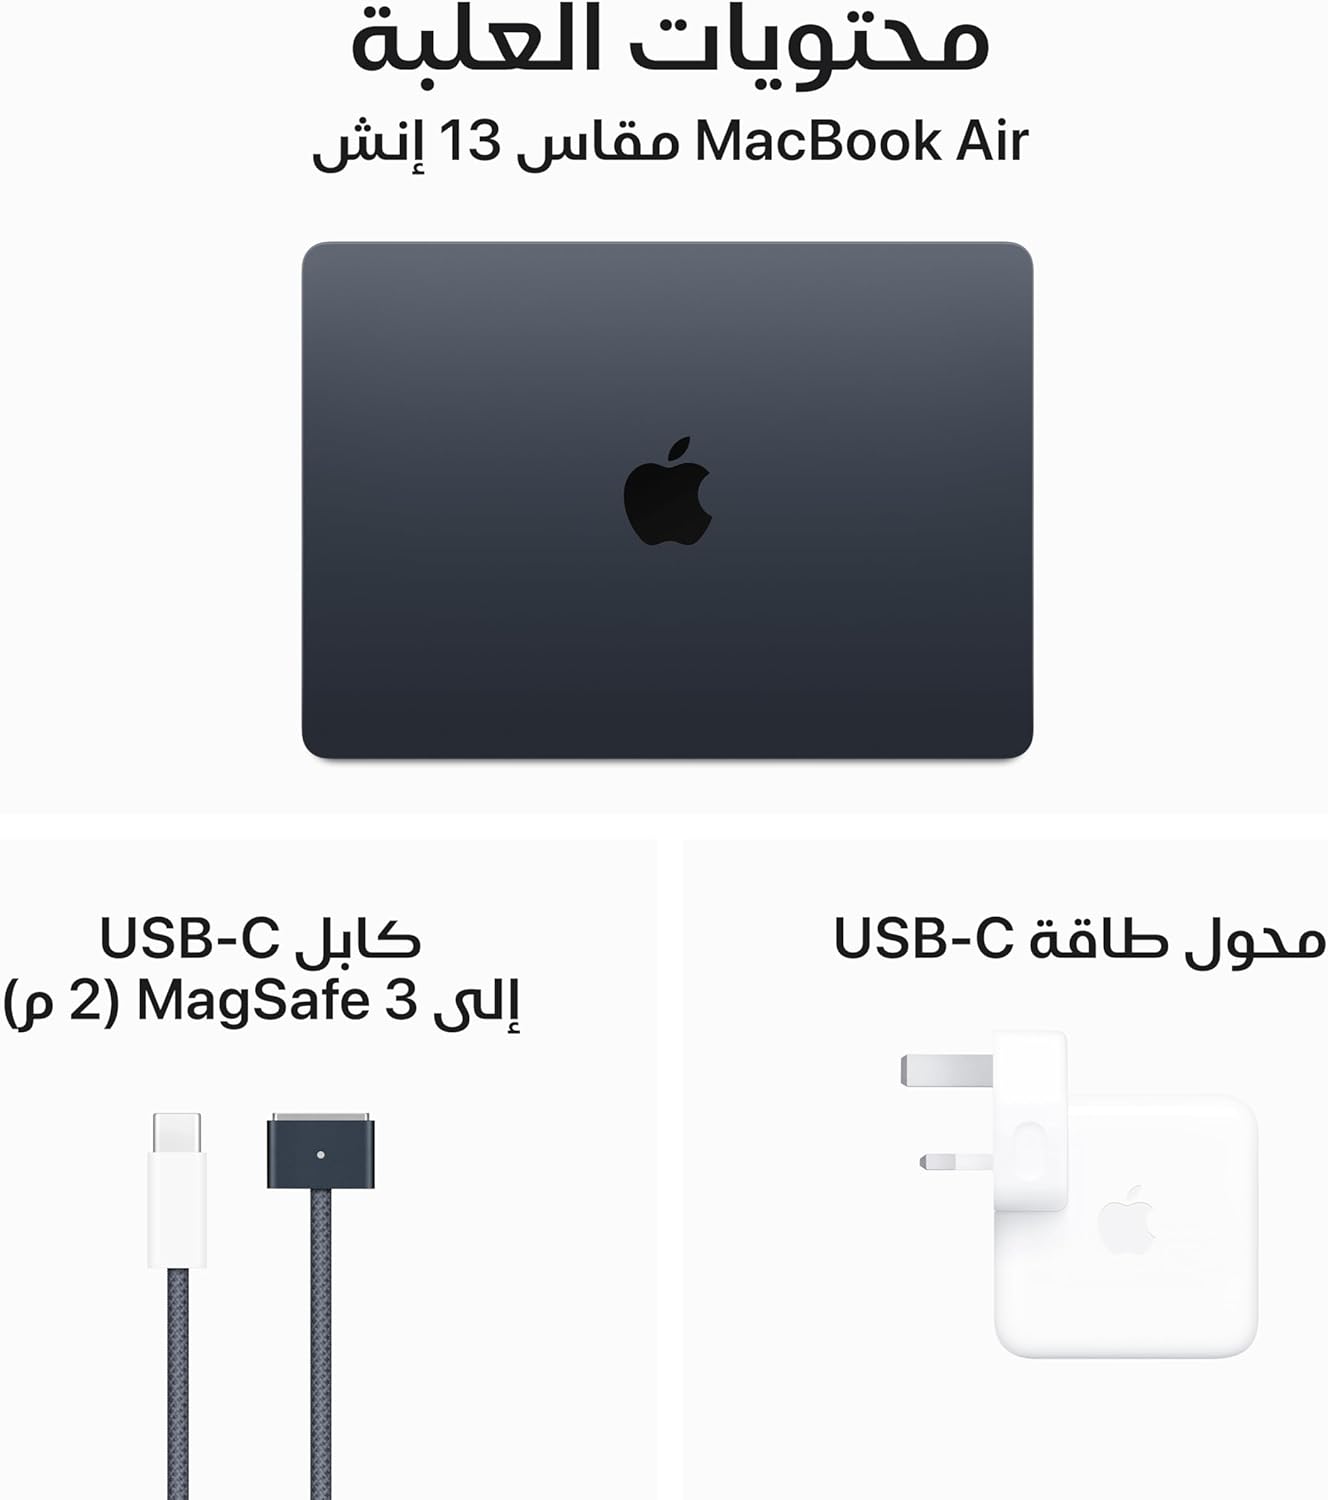 محتويات العلبة
MacBook Air مقاس 13 إنش
محول طاقة USB-C
كابل USB-C
إلى MagSafe 3 (2 م)